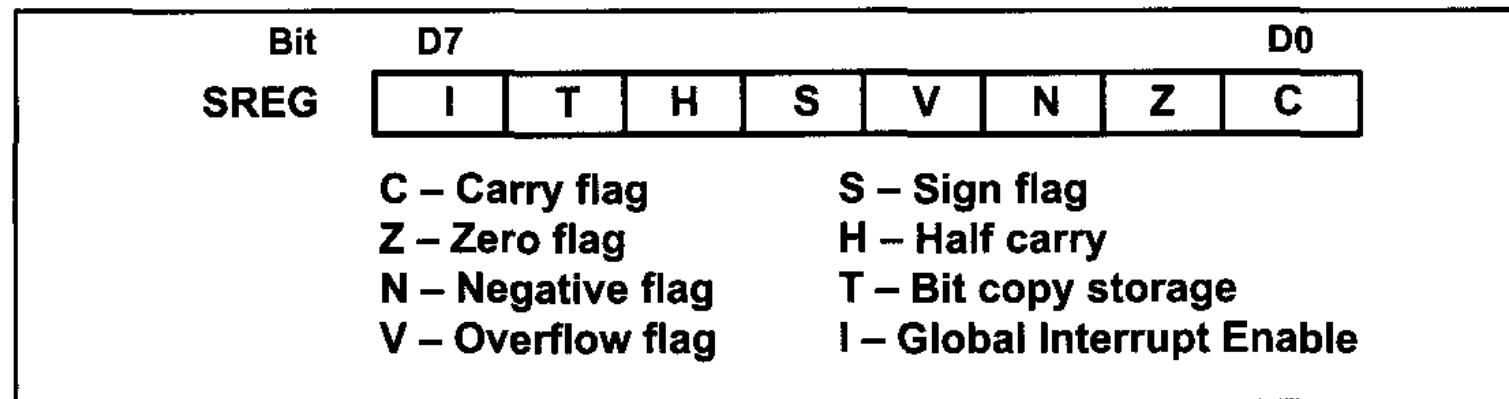 Bit D7 D0
SREG I T H S V N Z C
C – Carry flag S – Sign flag
Z – Zero flag H – Half carry
N – Negative flag T – Bit copy storage
V – Overflow flag I – Global Interrupt Enable